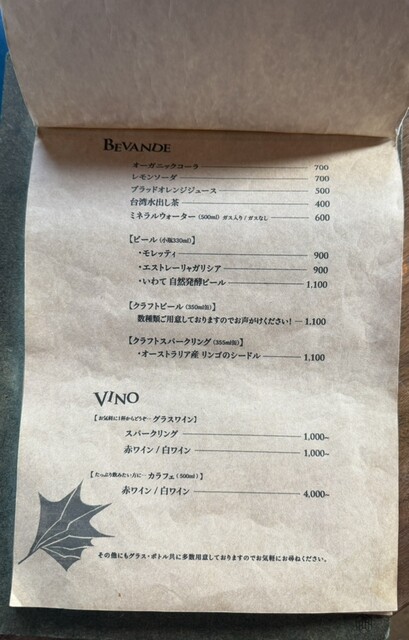 BEVANDE
オーガニックコーラ 700
レモンソーダ 700
ブラッドオレンジジュース 500
台湾水出し茶 400
ミネラルウォーター (500ml) ガス入り / ガスなし 600
【ビール (小瓶330ml)】
・モレッティ 900
・エストレーリャガリシア 900
・いわて 自然発酵ビール 1,100
【クラフトビール (350ml缶)】
数種類ご用意しておりますのでお声がけください! 1,100
【クラフトスパークリング (355ml缶)】
・オーストラリア産 リンゴのシードル 1,100
VINO
【お気軽に1杯からどうぞ… グラスワイン】
スパークリング 1,000~
赤ワイン / 白ワイン 1,000~
【たっぷり飲みたい方に… カラフェ (500ml)】
赤ワイン / 白ワイン 4,000~
その他にもグラス・ボトル共に多数用意しておりますのでお気軽にお尋ねください。